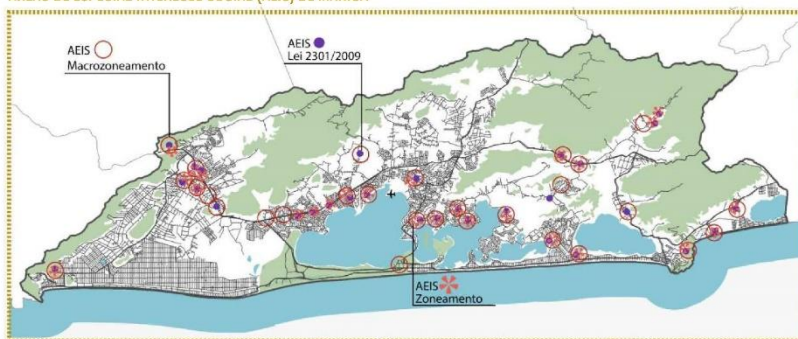 AEIS
Macrozoneamento
AEIS
Lei 2301/2009
AEIS
Zoneamento